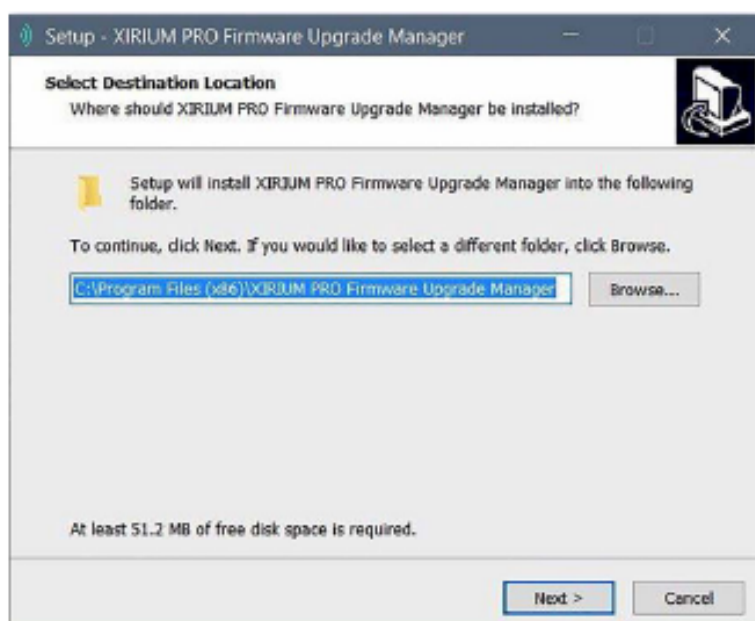 Setup - XIRIUM PRO Firmware Upgrade Manager
Select Destination Location
Where should XIRIUM PRO Firmware Upgrade Manager be installed?
Setup will install XIRIUM PRO Firmware Upgrade Manager into the following
folder.
To continue, click Next. If you would like to select a different folder, click Browse.
C:\Program Files (x86)\XIRIUM PRO Firmware Upgrade Manager
Browse...
At least 51.2 MB of free disk space is required.
Next >
Cancel